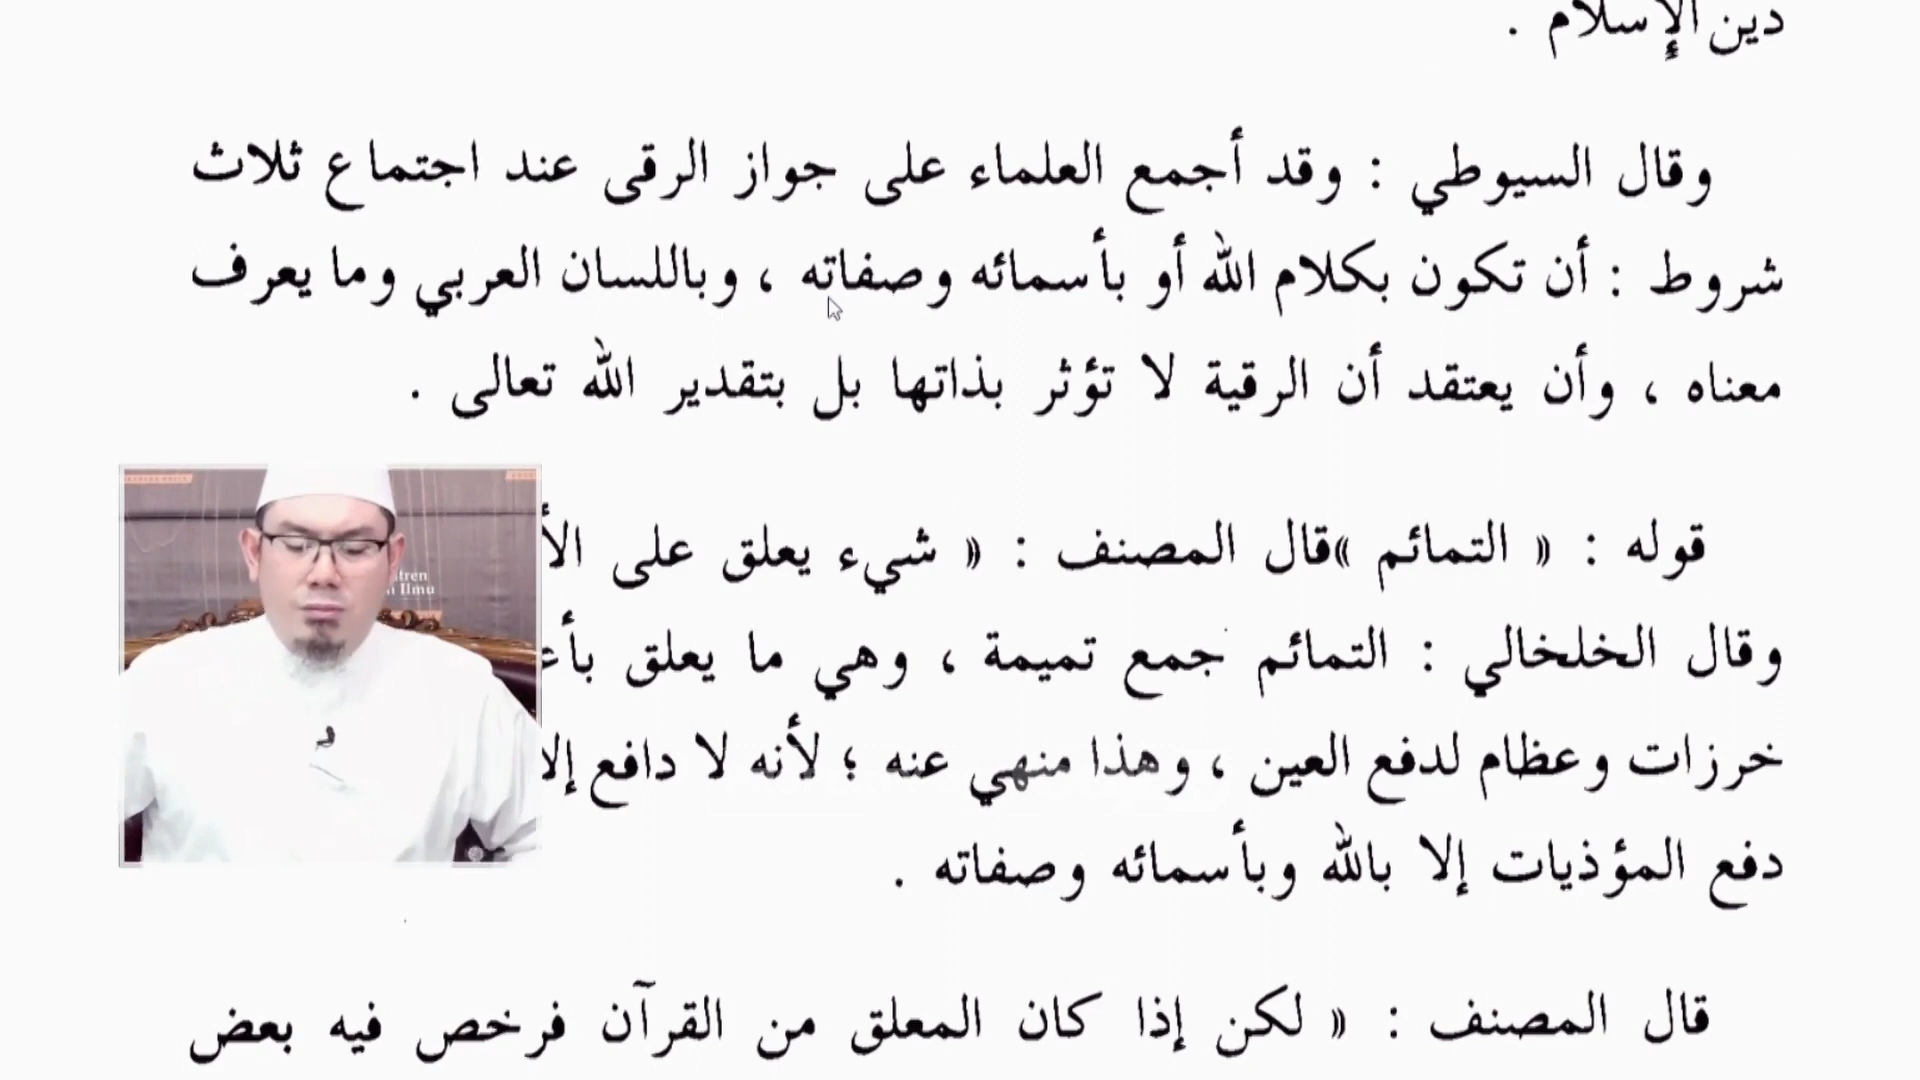 دين الإسلام .
وقال السيوطي : وقد أجمع العلماء على جواز الرقى عند اجتماع ثلاث
شروط : أن تكون بكلام الله أو بأسمائه وصفاته ، وباللسان العربي وما يعرف
معناه ، وأن يعتقد أن الرقية لا تؤثر بذاتها بل بتقدير الله تعالى .
قوله : « التمائم »قال المصنف : « شيء يعلق على
وقال الخلخالي : التمائم جمع تميمة ، وهي ما يعلق
خرزات وعظام لدفع العين ، وهذا منهي عنه ؛ لأنه لا دافع إلا
دفع المؤذيات إلا بالله وبأسمائه وصفاته .
قال المصنف : « لكن إذا كان المعلق من القرآن فرخص فيه بعض
Ilmu